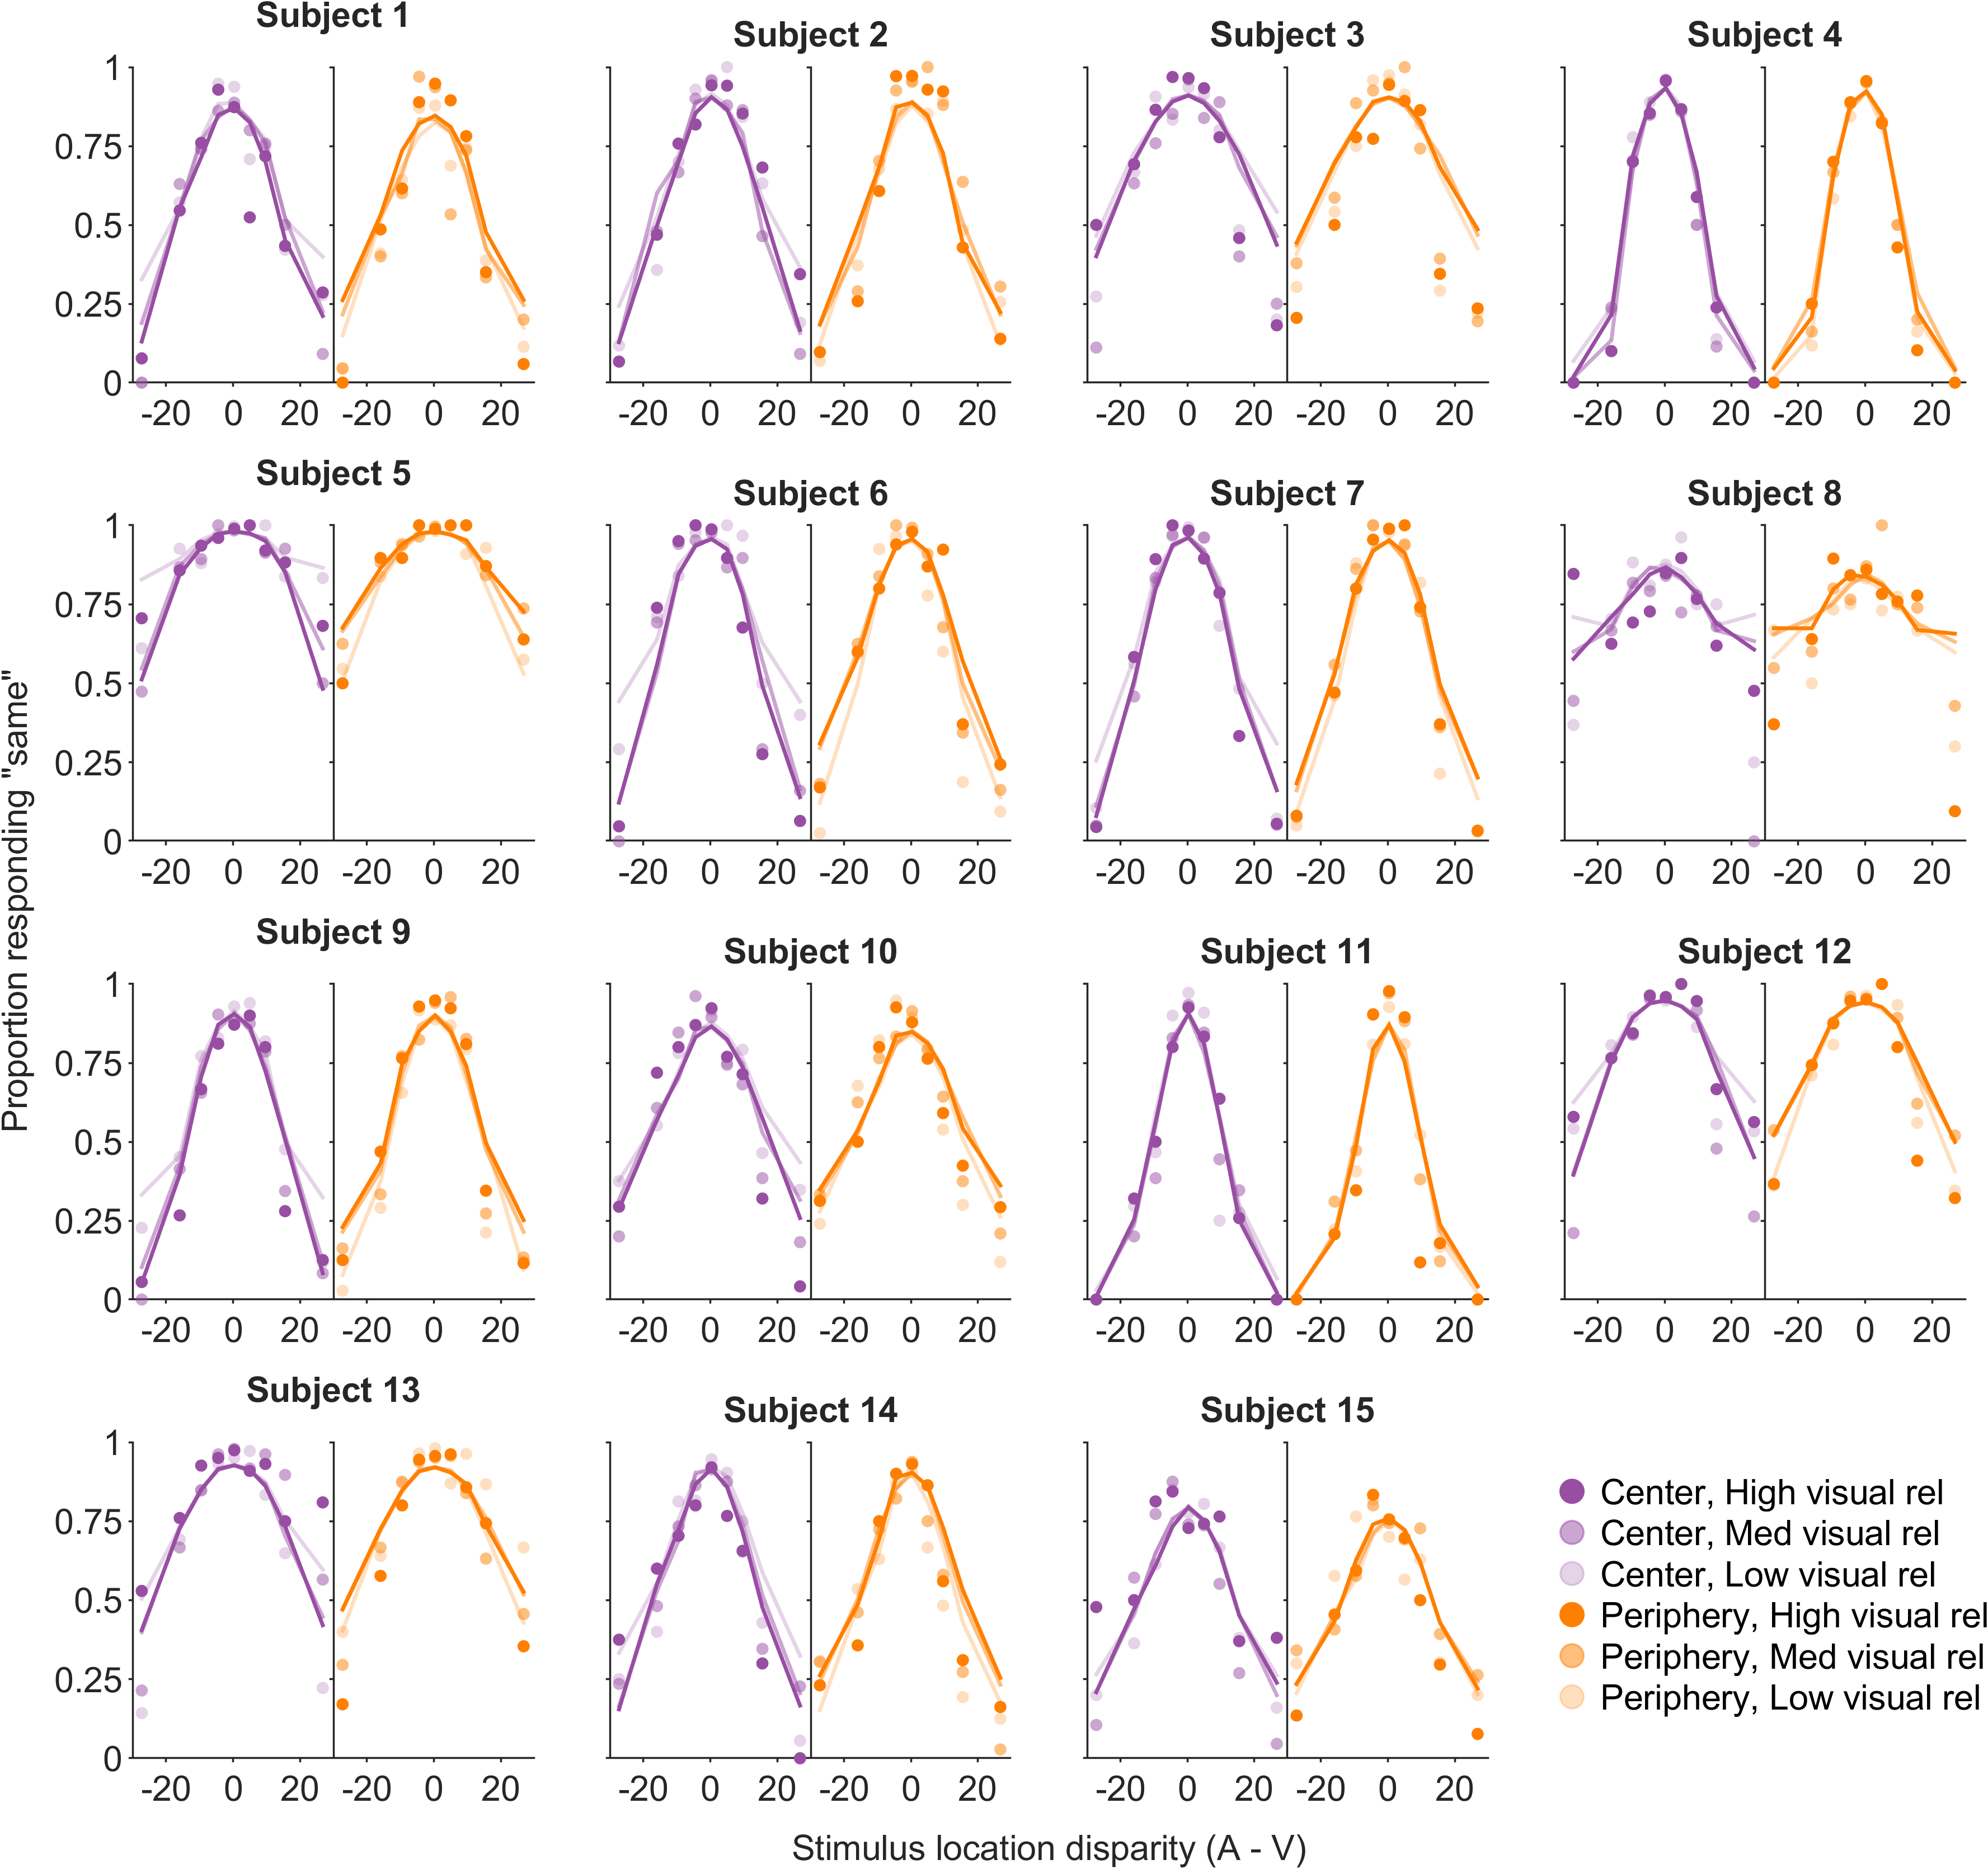 Subject 1
Subject 2
Subject 3
Subject 4
1
0.75
0.5
0.25
0
-20 0 20 -20 0 20
-20 0 20 -20 0 20
-20 0 20 -20 0 20
-20 0 20 -20 0 20
Subject 5
Subject 6
Subject 7
Subject 8
1
0.75
0.5
0.25
0
-20 0 20 -20 0 20
-20 0 20 -20 0 20
-20 0 20 -20 0 20
-20 0 20 -20 0 20
Proportion responding "same"
Subject 9
Subject 10
Subject 11
Subject 12
1
0.75
0.5
0.25
0
-20 0 20 -20 0 20
-20 0 20 -20 0 20
-20 0 20 -20 0 20
-20 0 20 -20 0 20
Subject 13
Subject 14
Subject 15
1
0.75
0.5
0.25
0
-20 0 20 -20 0 20
-20 0 20 -20 0 20
-20 0 20 -20 0 20
Center, High visual rel
Center, Med visual rel
Center, Low visual rel
Periphery, High visual rel
Periphery, Med visual rel
Periphery, Low visual rel
Stimulus location disparity (A - V)